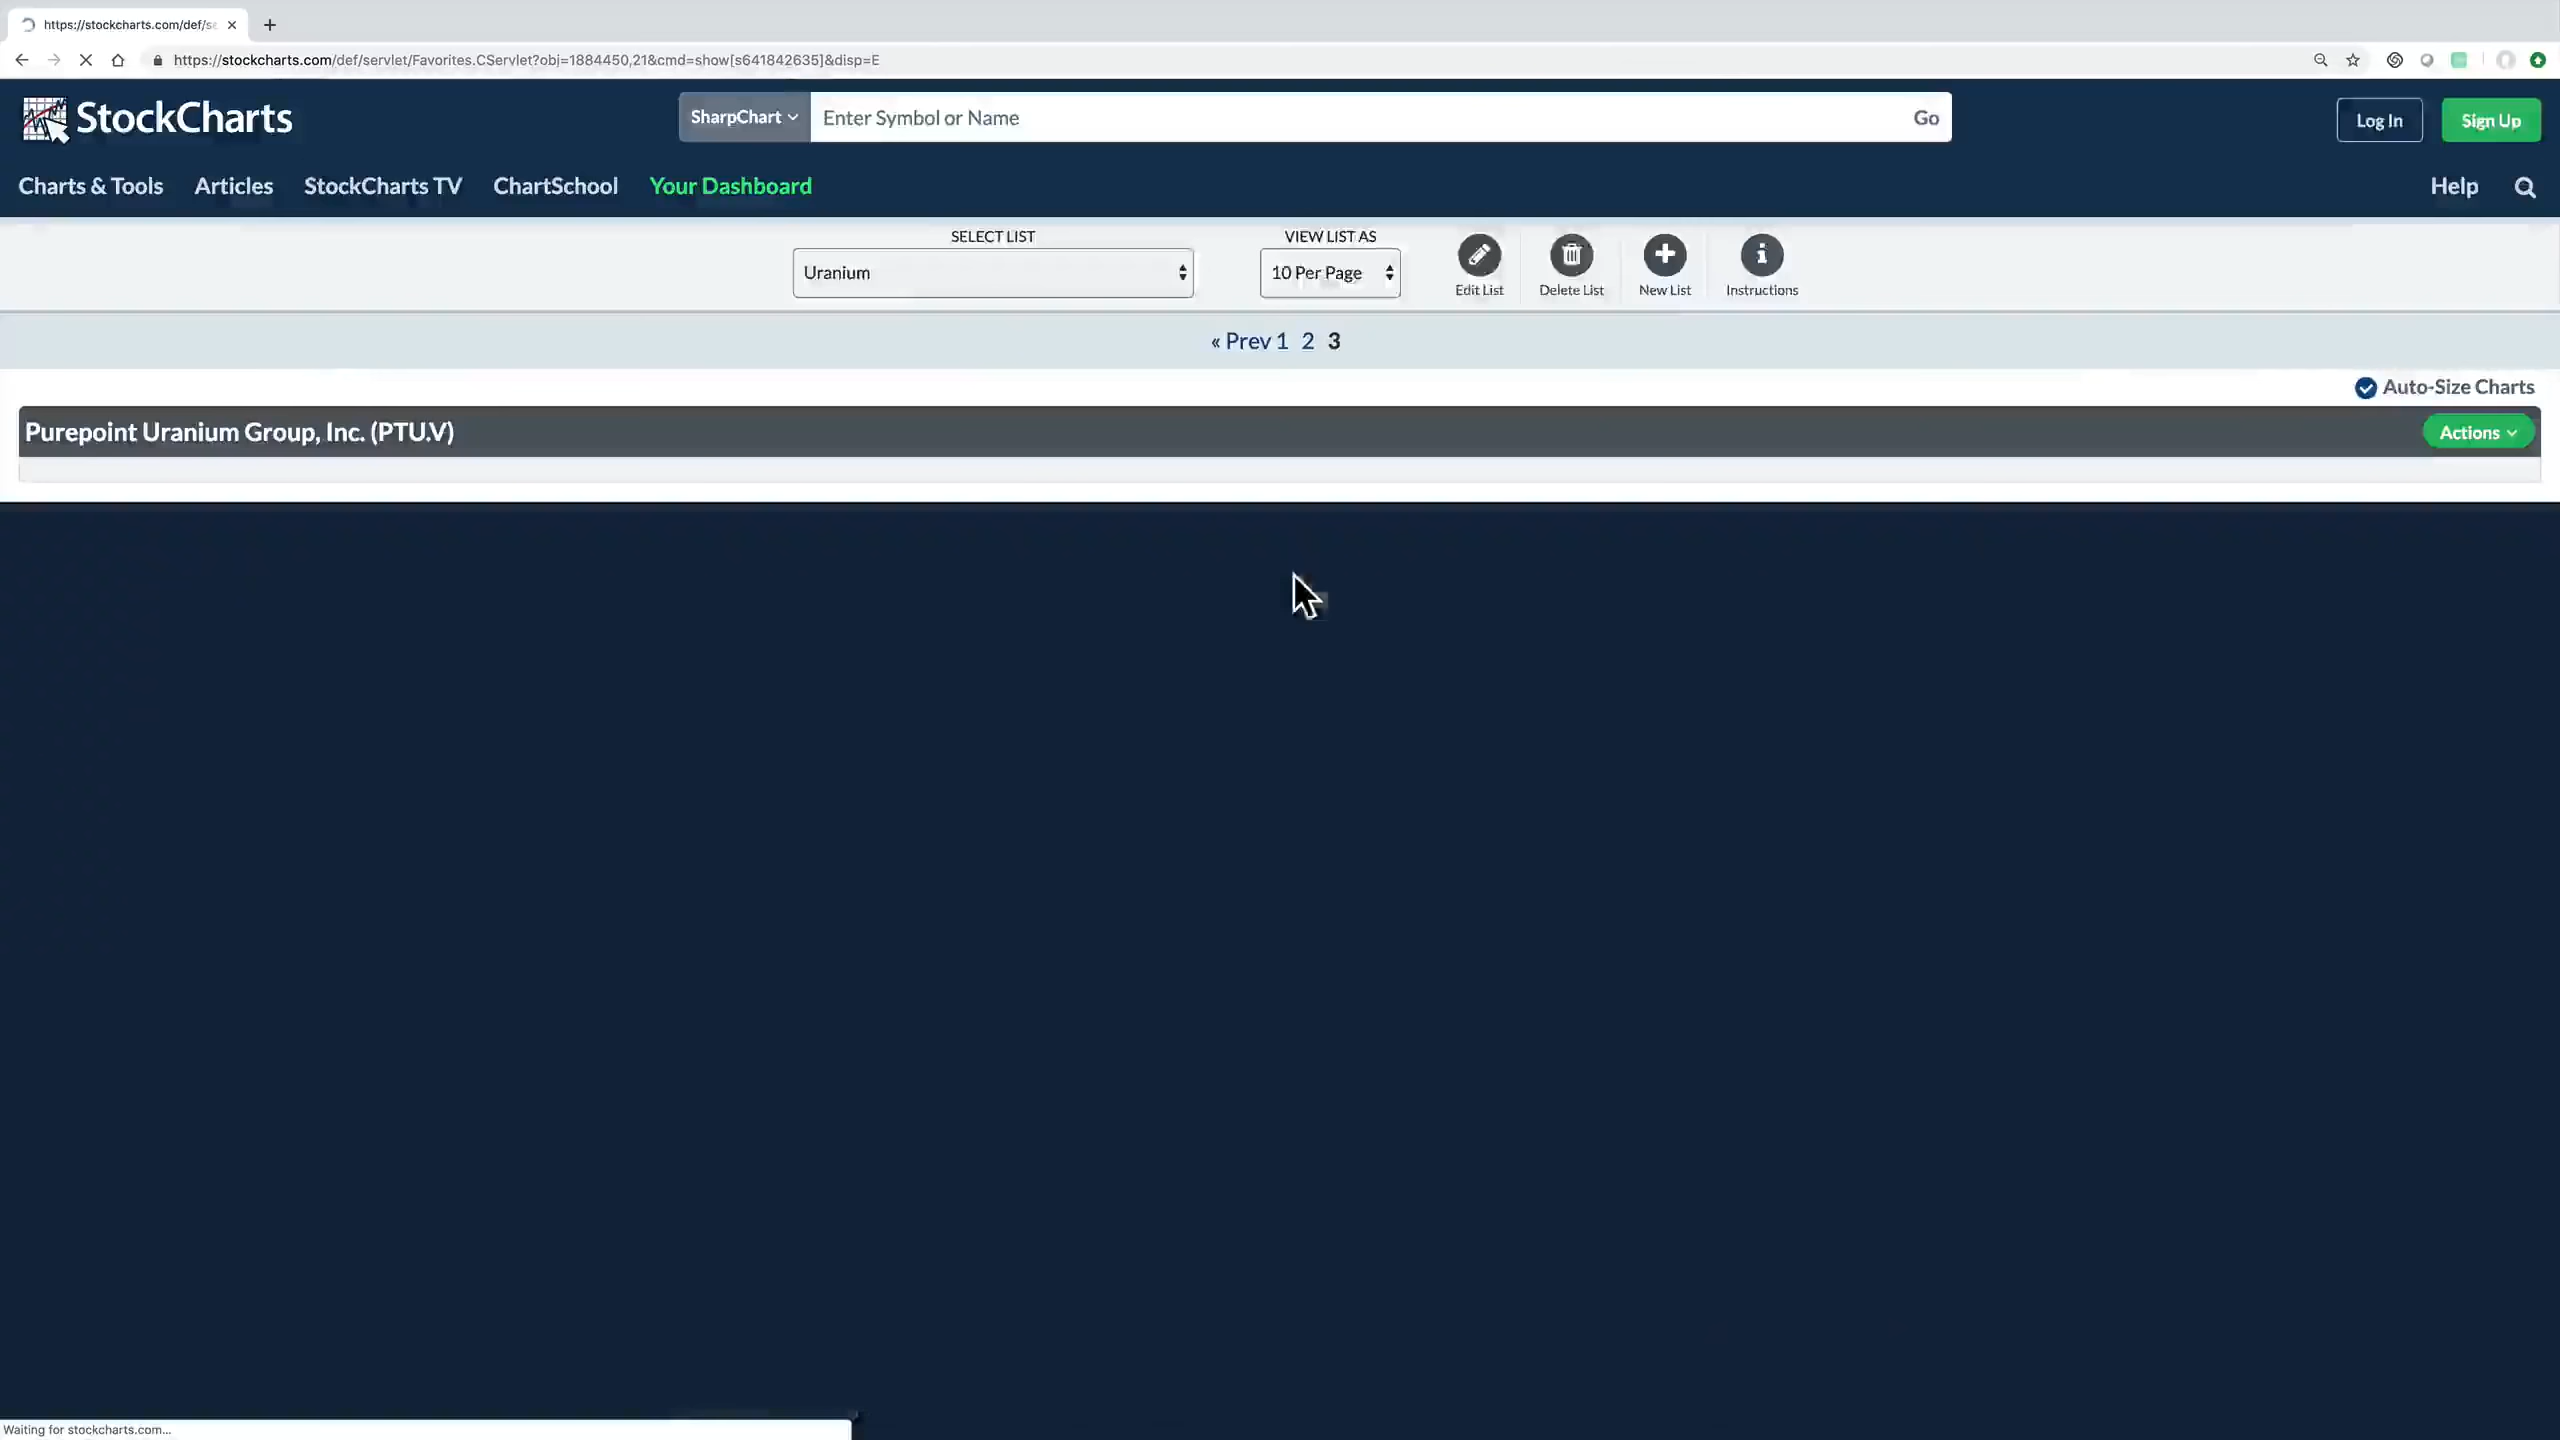 https://stockcharts.com/def/se
https://stockcharts.com/def/servlet/Favorites.CServlet?obj=1884450,21&cmd=show[s641842635]&disp=E
StockCharts
SharpChart
Enter Symbol or Name
Go
Log In
Sign Up
Charts & Tools
Articles
StockCharts TV
ChartSchool
Your Dashboard
Help
SELECT LIST
VIEW LIST AS
Uranium
10 Per Page
Edit List
Delete List
New List
Instructions
« Prev 1 2 3
Auto-Size Charts
Purepoint Uranium Group, Inc. (PTU.V)
Actions
Waiting for stockcharts.com...